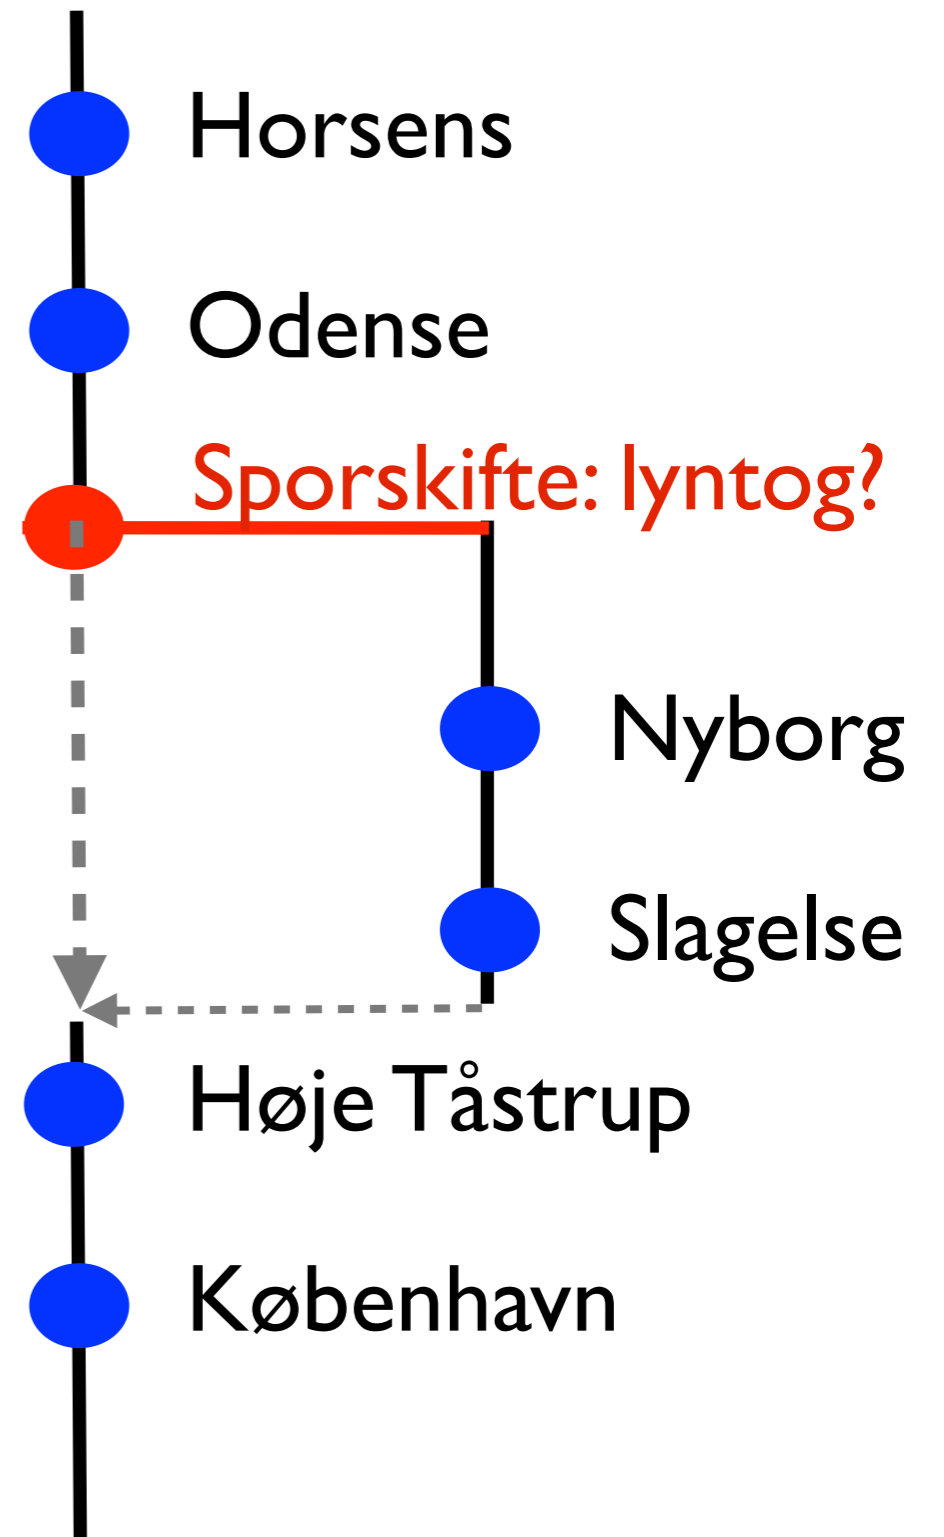 Horsens
Odense
Sporskifte: lyntog?
Nyborg
Slagelse
Høje Tåstrup
København